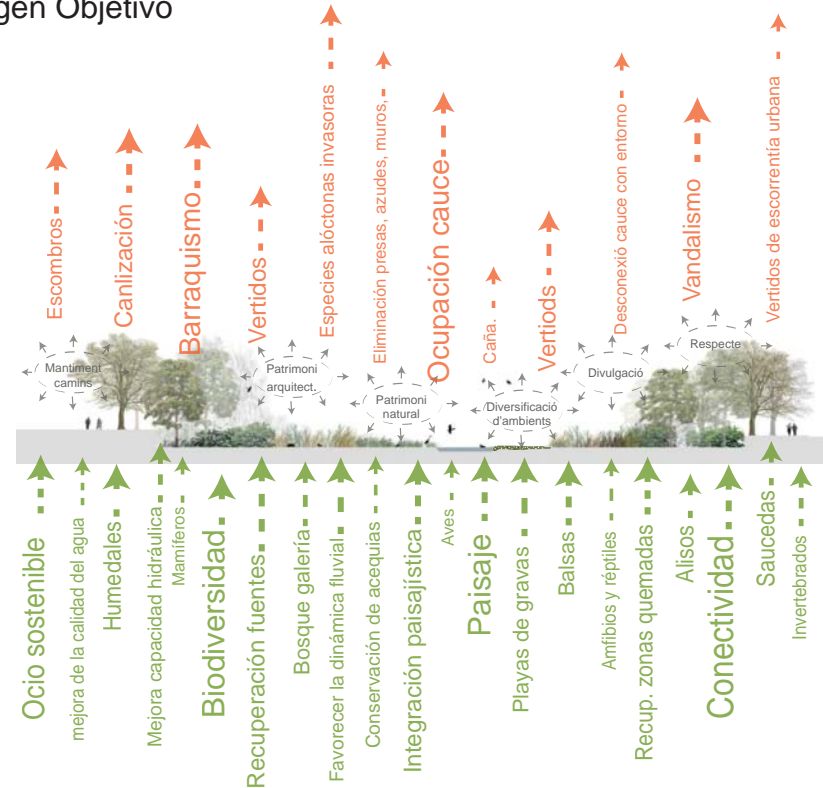 gen Objetivo
Escombros
Canlización
Barraquismo
Vertidos
Especies alóctonas invasoras
Eliminación presas, azudes, muros,
Ocupación cauce
Caña.
Vertiods
Desconexió cauce con entorno
Vandalismo
Vertidos de escorrentía urbana
Mantiment
camins
Patrimoni
arquitect.
Patrimoni
natural
Diversificació
d'ambients
Divulgació
Respecte
Ocio sostenible
mejora de la calidad del agua
Humedales
Mejora capacidad hidráulica
Mamíferos
Biodiversidad
Recuperación fuentes
Bosque galería
Favorecer la dinámica fluvial
Conservación de acequias
Integración paisajística
Aves
Paisaje
Playas de gravas
Balsas
Amfibios y réptiles
Recup. zonas quemadas
Alisos
Conectividad
Saucedas
Invertebrados